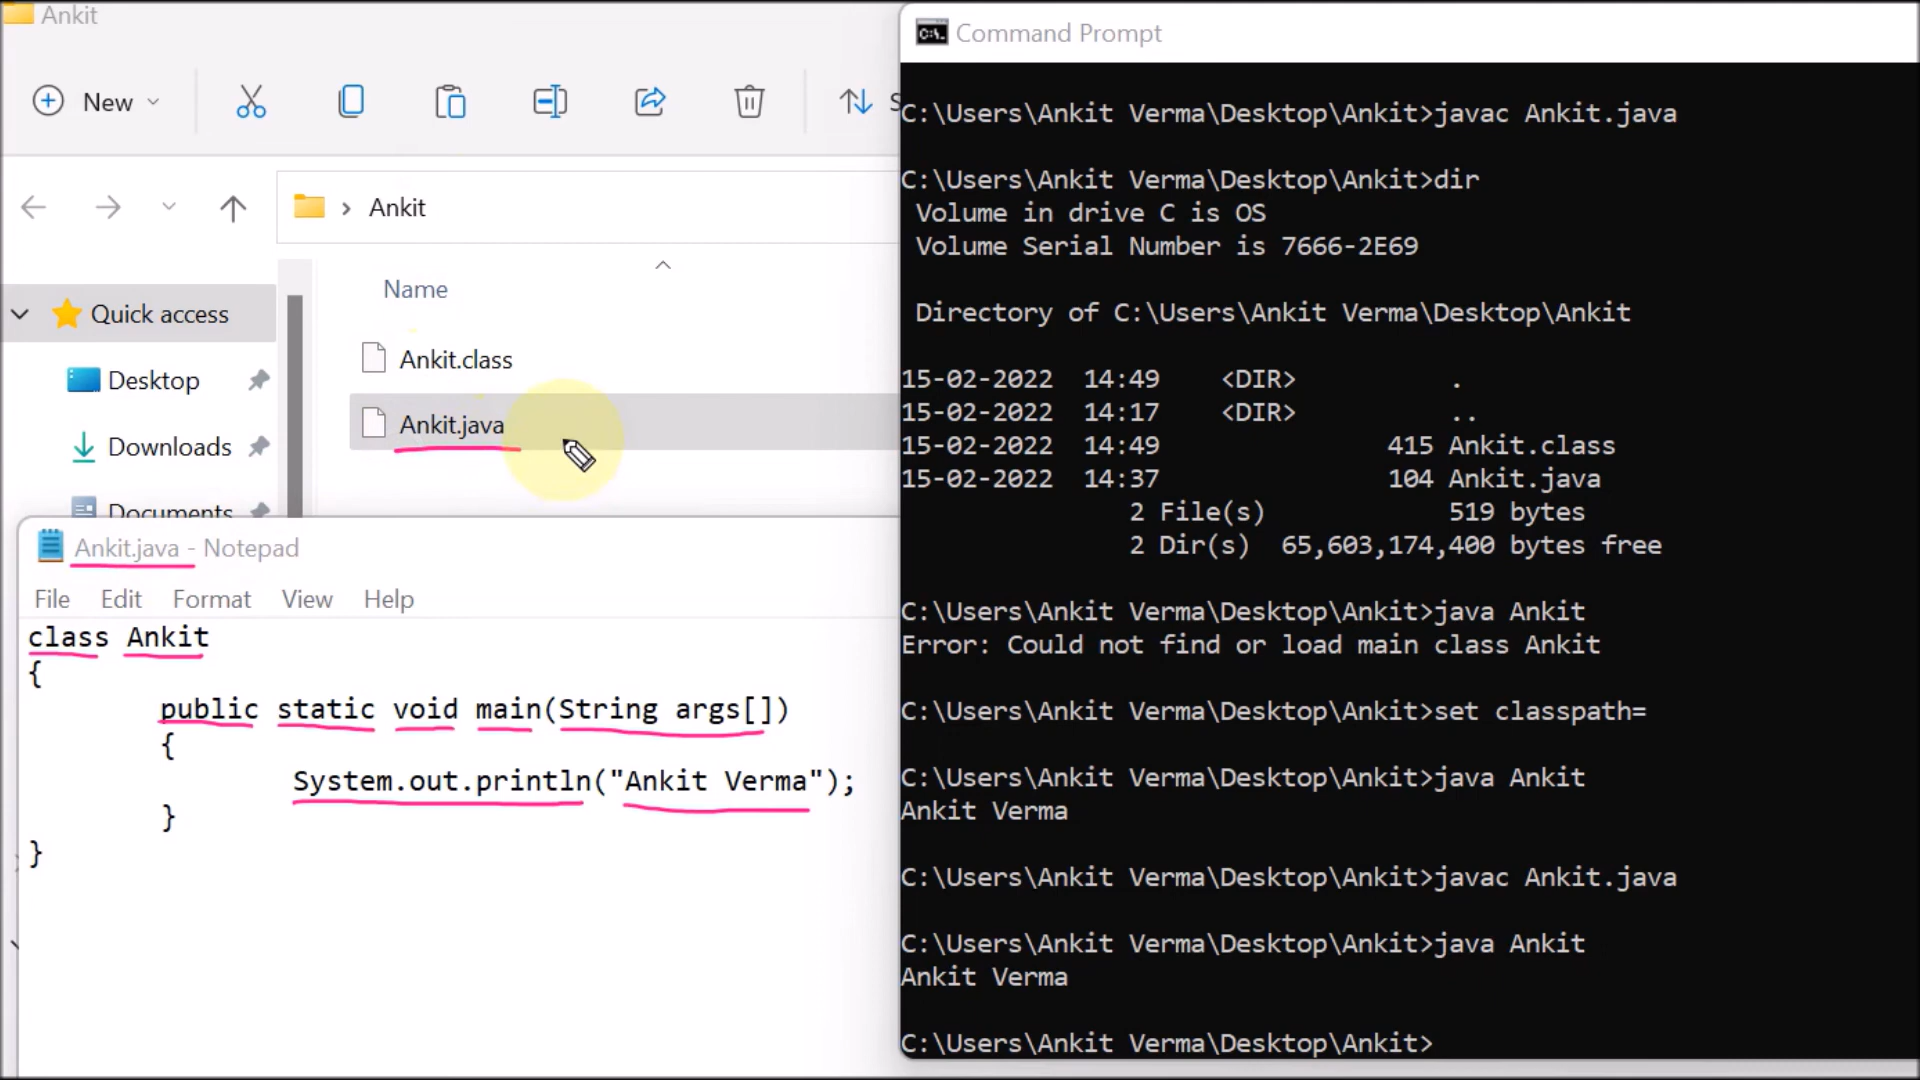 Ankit
New
Ankit
Name
Quick access
Ankit.class
Desktop
Ankit.java
Downloads
Documents
Ankit.java - Notepad
File Edit Format View Help
class Ankit
{
public static void main(String args[])
{
System.out.println("Ankit Verma");
}
}
Command Prompt
C:\Users\Ankit Verma\Desktop\Ankit>javac Ankit.java
C:\Users\Ankit Verma\Desktop\Ankit>dir
Volume in drive C is OS
Volume Serial Number is 7666-2E69
Directory of C:\Users\Ankit Verma\Desktop\Ankit
15-02-2022 14:49 <DIR> .
15-02-2022 14:17 <DIR> ..
15-02-2022 14:49 415 Ankit.class
15-02-2022 14:37 104 Ankit.java
2 File(s) 519 bytes
2 Dir(s) 65,603,174,400 bytes free
C:\Users\Ankit Verma\Desktop\Ankit>java Ankit
Error: Could not find or load main class Ankit
C:\Users\Ankit Verma\Desktop\Ankit>set classpath=
C:\Users\Ankit Verma\Desktop\Ankit>java Ankit
Ankit Verma
C:\Users\Ankit Verma\Desktop\Ankit>javac Ankit.java
C:\Users\Ankit Verma\Desktop\Ankit>java Ankit
Ankit Verma
C:\Users\Ankit Verma\Desktop\Ankit>